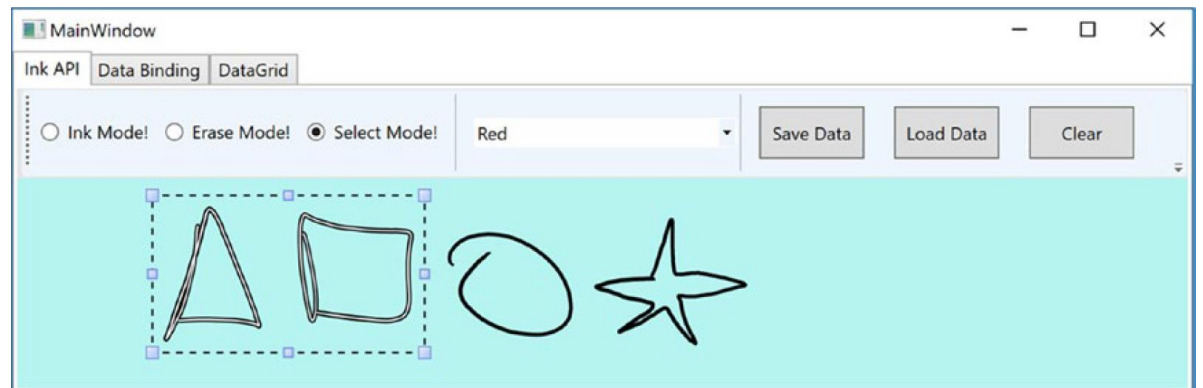 MainWindow
Ink API Data Binding DataGrid
Ink Mode! Erase Mode! Select Mode! Red Save Data Load Data Clear